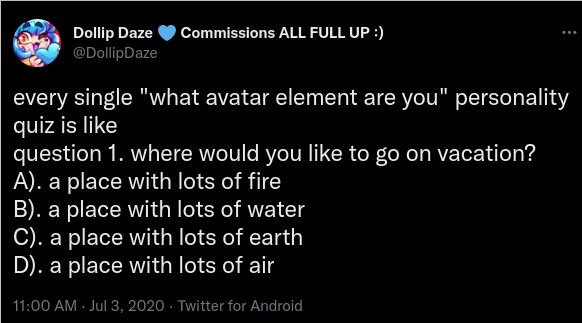 Dollip Daze 💙 Commissions ALL FULL UP :)
@DollipDaze
every single "what avatar element are you" personality
quiz is like
question 1. where would you like to go on vacation?
A). a place with lots of fire
B). a place with lots of water
C). a place with lots of earth
D). a place with lots of air
11:00 AM · Jul 3, 2020 · Twitter for Android